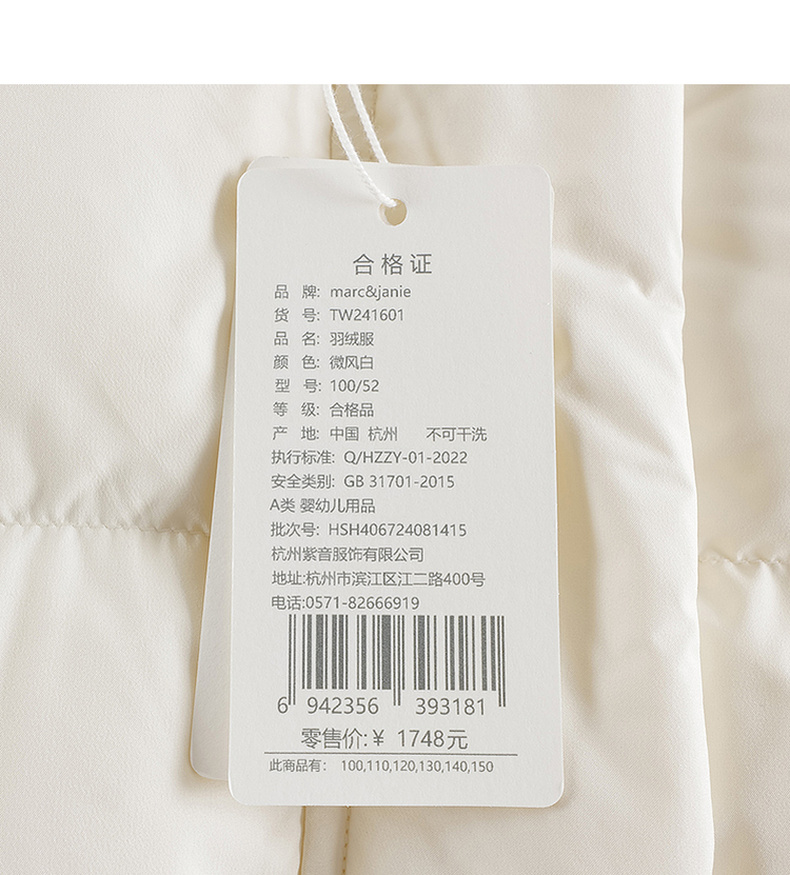 合格证
品 牌: marc&janie
货 号: TW241601
品 名: 羽绒服
颜 色: 微风白
型 号: 100/52
等 级: 合格品
产 地: 中国 杭州 不可干洗
执行标准: Q/HZZY-01-2022
安全类别: GB 31701-2015
A类 婴幼儿用品
批次号: HSH406724081415
杭州紫音服饰有限公司
地址:杭州市滨江区江二路400号
电话:0571-82666919
6 942356 393181
零售价:¥ 1748元
此商品有: 100,110,120,130,140,150